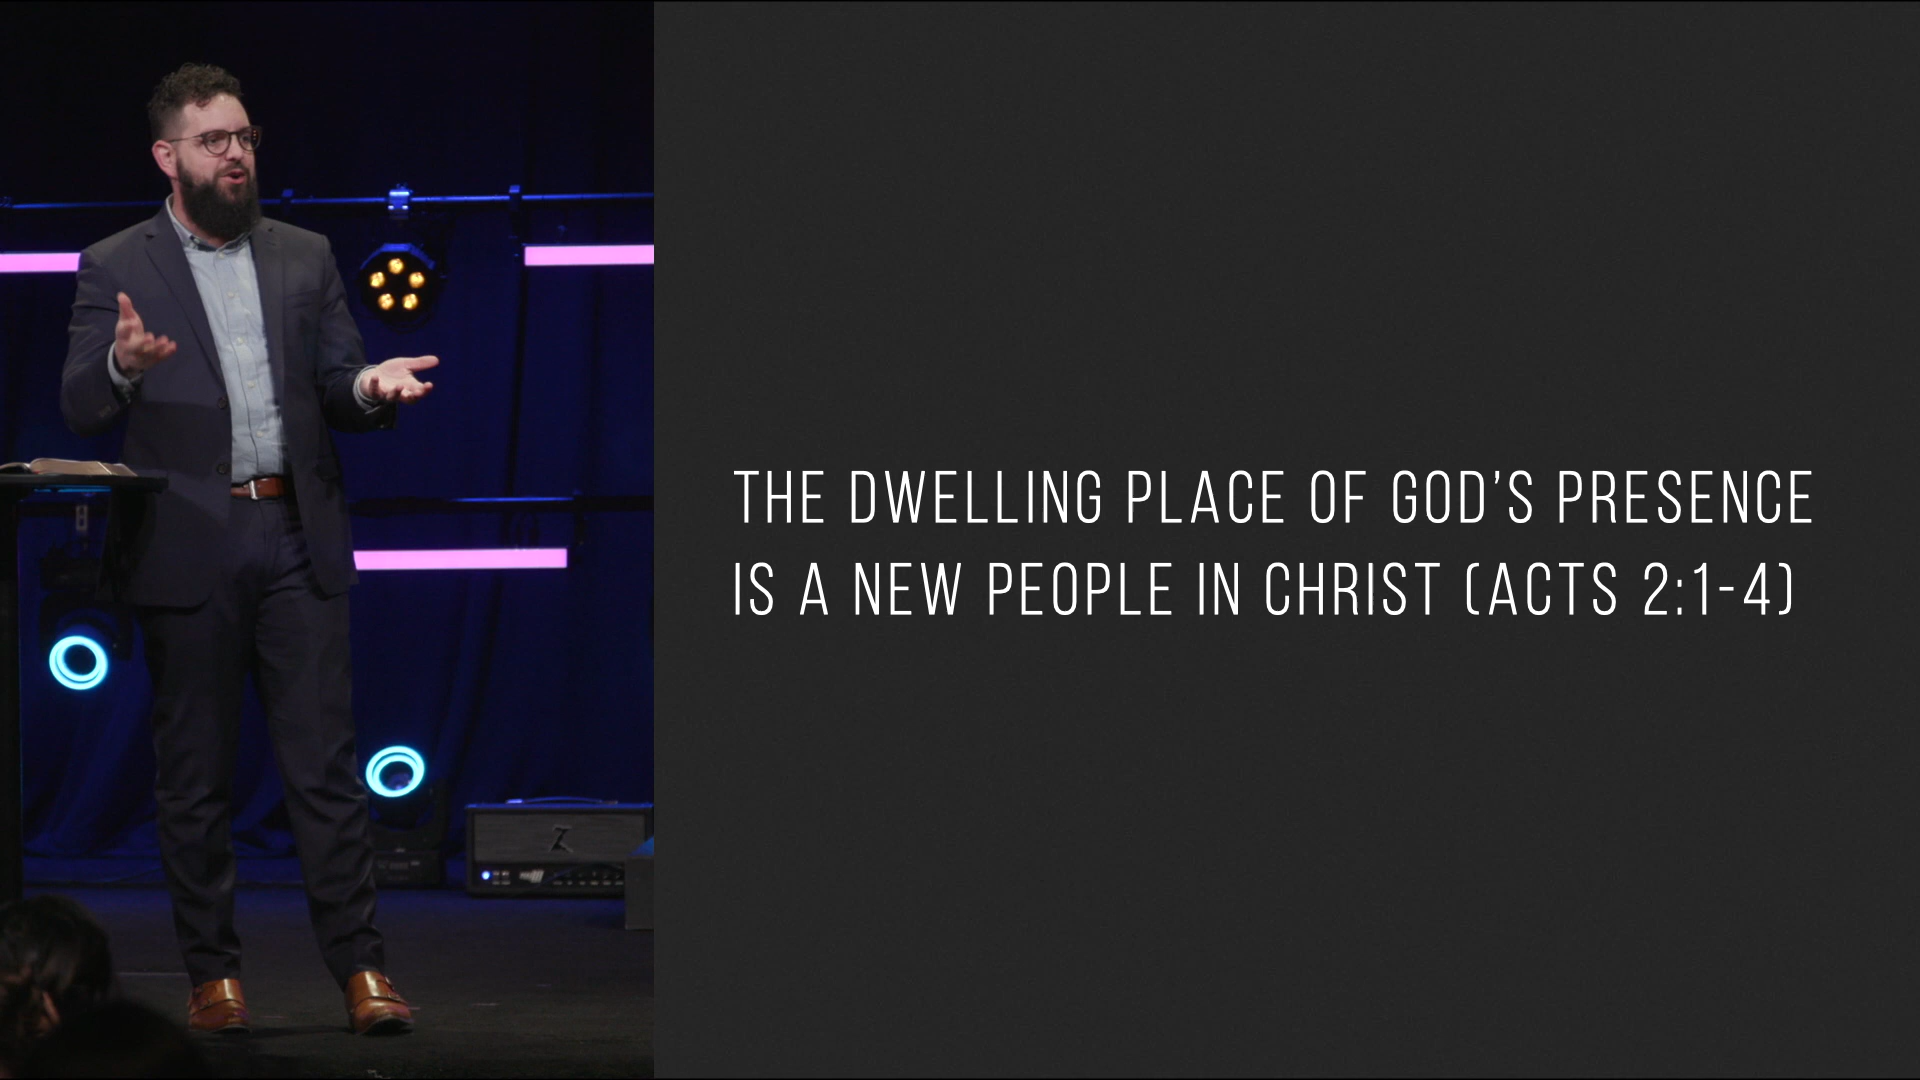 THE DWELLING PLACE OF GOD’S PRESENCE
IS A NEW PEOPLE IN CHRIST (ACTS 2:1-4)